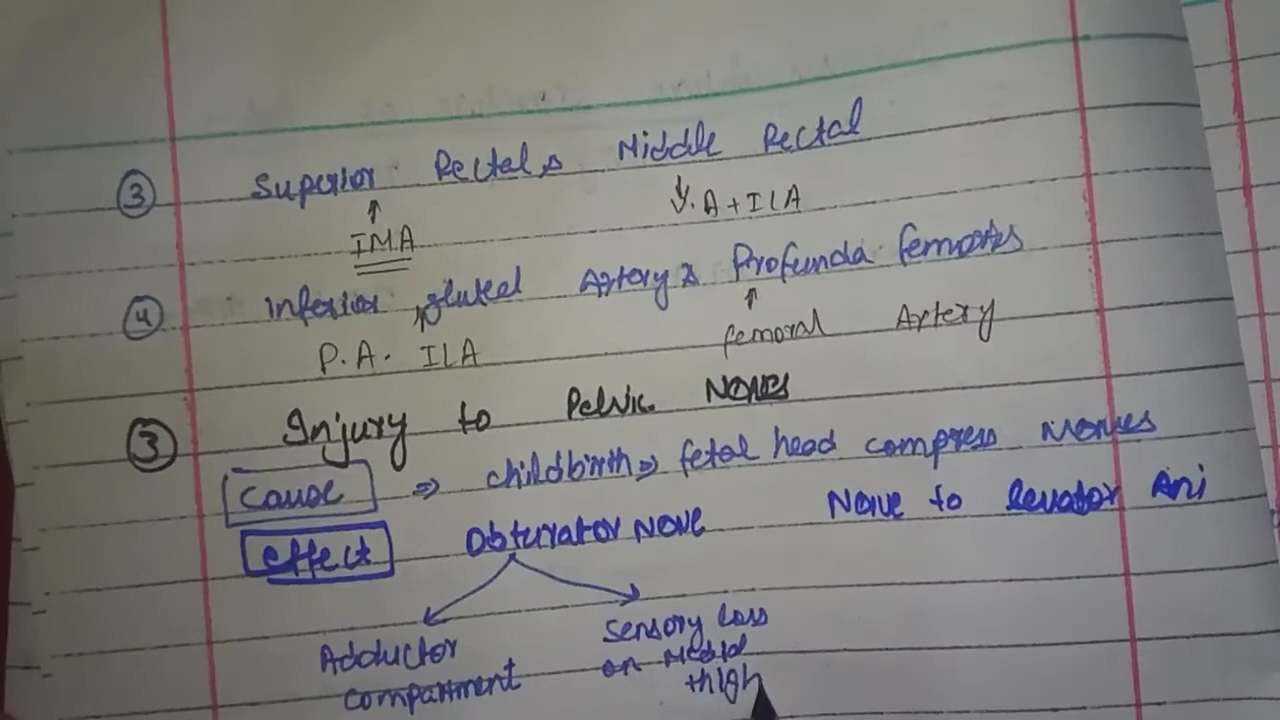 ③ Superior Rectal & Middle Rectal
↑ ↓
IMA A + ILA
④ Inferior gluteal Artery & Profunda femoris
↑ ↑
P. A. ILA femoral Artery
③ Injury to Pelvic Nerves
Cause ⇒ childbirth ⇒ fetal head compress Nerves
effect Obturator Nerve Nerve to Levator Ani
Adductor Sensory Loss
compartment on Medial
thigh